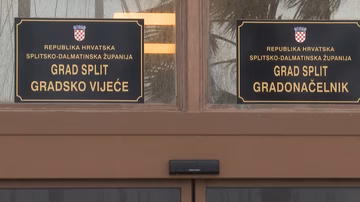 REPUBLIKA HRVATSKA
SPLITSKO-DALMATINSKA ŽUPANIJA
GRAD SPLIT
GRADSKO VIJEĆE
REPUBLIKA HRVATSKA
SPLITSKO-DALMATINSKA ŽUPANIJA
GRAD SPLIT
GRADONAČELNIK